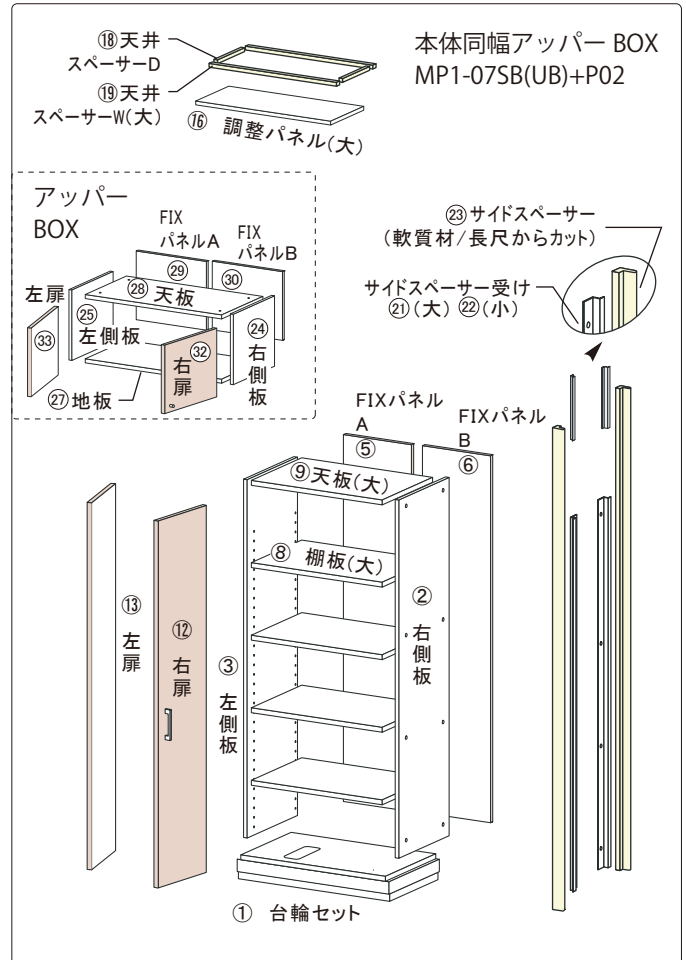 本体同幅アッパー BOX
MP1-07SB(UB)+P02
⑱天井
スペーサーD
⑲天井
スペーサーW(大)
⑯ 調整パネル(大)
アッパー
BOX
FIX
パネルA
FIX
パネルB
㉙
㉚
㉘ 天板
左扉
㉝
㉕
左側板
㉜
右扉
㉔
右側板
㉗地板
㉓サイドスペーサー
(軟質材/長尺からカット)
サイドスペーサー受け
㉑(大) ㉒(小)
FIXパネル
A
⑤
FIXパネル
B
⑥
⑨天板(大)
⑧ 棚板(大)
②
右側板
③
左側板
⑬
左扉
⑫
右扉
① 台輪セット